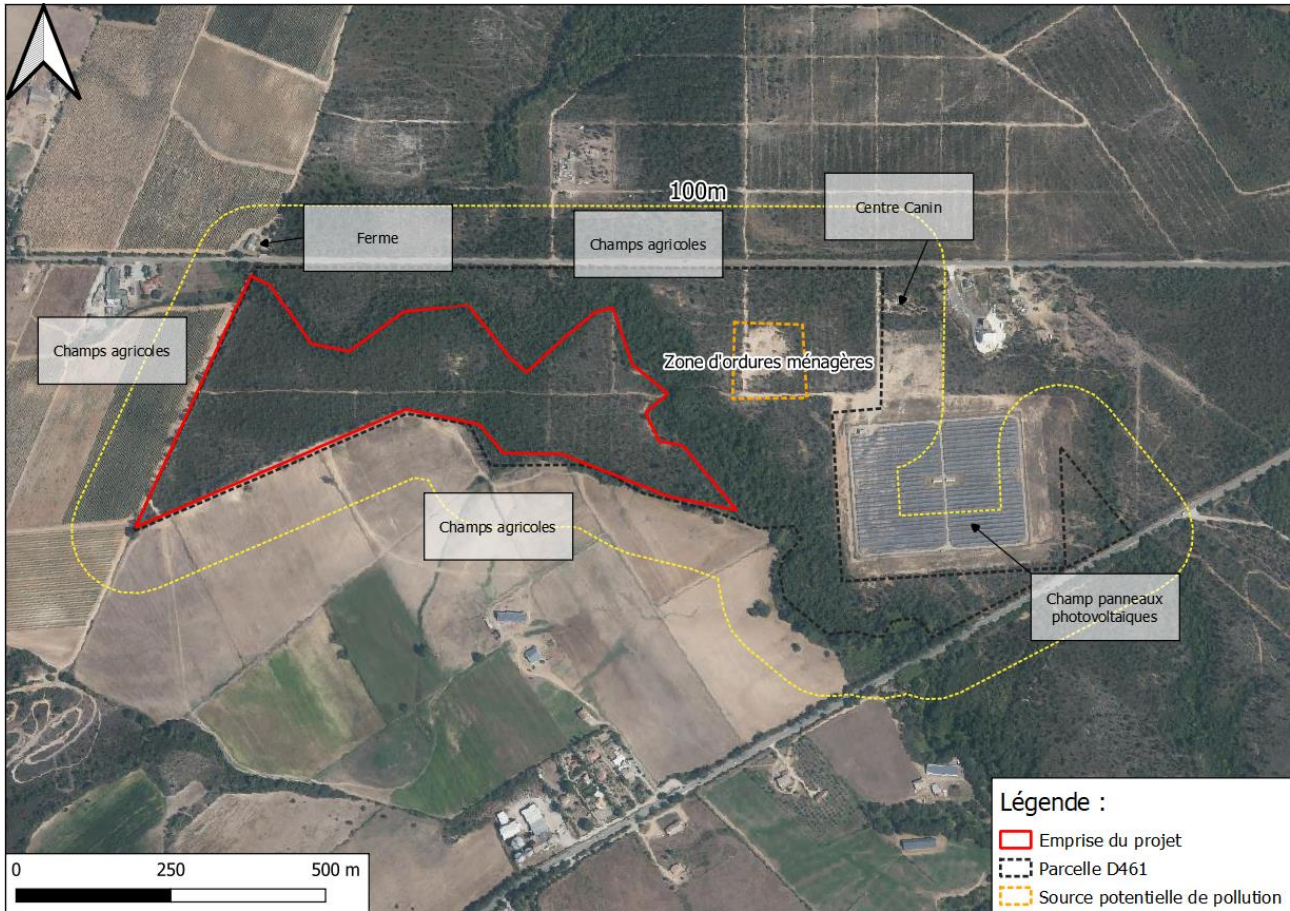 100m
Centre Canin
Ferme
Champs agricoles
Champs agricoles
Zone d'ordures ménagères
Champs agricoles
Champ panneaux
photovoltaïques
Légende :
Emprise du projet
Parcelle D461
Source potentielle de pollution
0 250 500 m